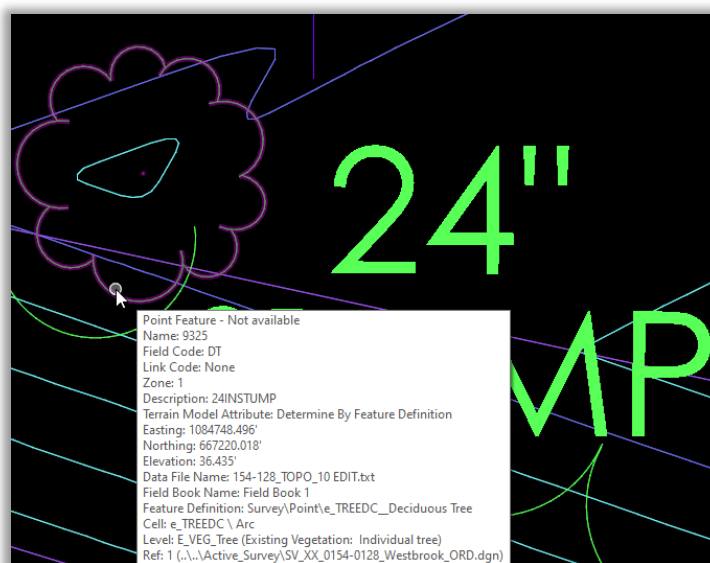 24"
MP
Point Feature - Not available
Name: 9325
Field Code: DT
Link Code: None
Zone: 1
Description: 24INSTUMP
Terrain Model Attribute: Determine By Feature Definition
Easting: 1084748.496'
Northing: 667220.018'
Elevation: 36.435'
Data File Name: 154-128_TOPO_10 EDIT.txt
Field Book Name: Field Book 1
Feature Definition: Survey\Point\e_TREEDC__Deciduous Tree
Cell: e_TREEDC \ Arc
Level: E_VEG_Tree (Existing Vegetation:  Individual tree)
Ref: 1 (..\..\Active_Survey\SV_XX_0154-0128_Westbrook_ORD.dgn)